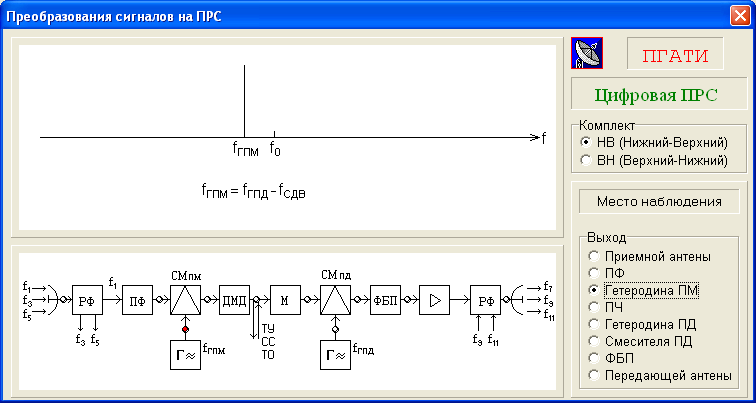 Преобразования сигналов на ПРС
ПГАТИ
Цифровая ПРС
Комплект
НВ (Нижний-Верхний)
ВН (Верхний-Нижний)
Место наблюдения
Выход
Приемной антены
ПФ
Гетеродина ПМ
ПЧ
Гетеродина ПД
Смесителя ПД
ФБП
Передающей антены
fГПМ f0 f
fГПМ = fГПД - fСДВ
СМпм СМпд
f1 f1 f7
f3 РФ ПФ ДМД М ФБП РФ f9
f5 f11
f3 f5 ТУ f9 f11
СС
ТО
Г≈ fГПМ Г≈ fГПД